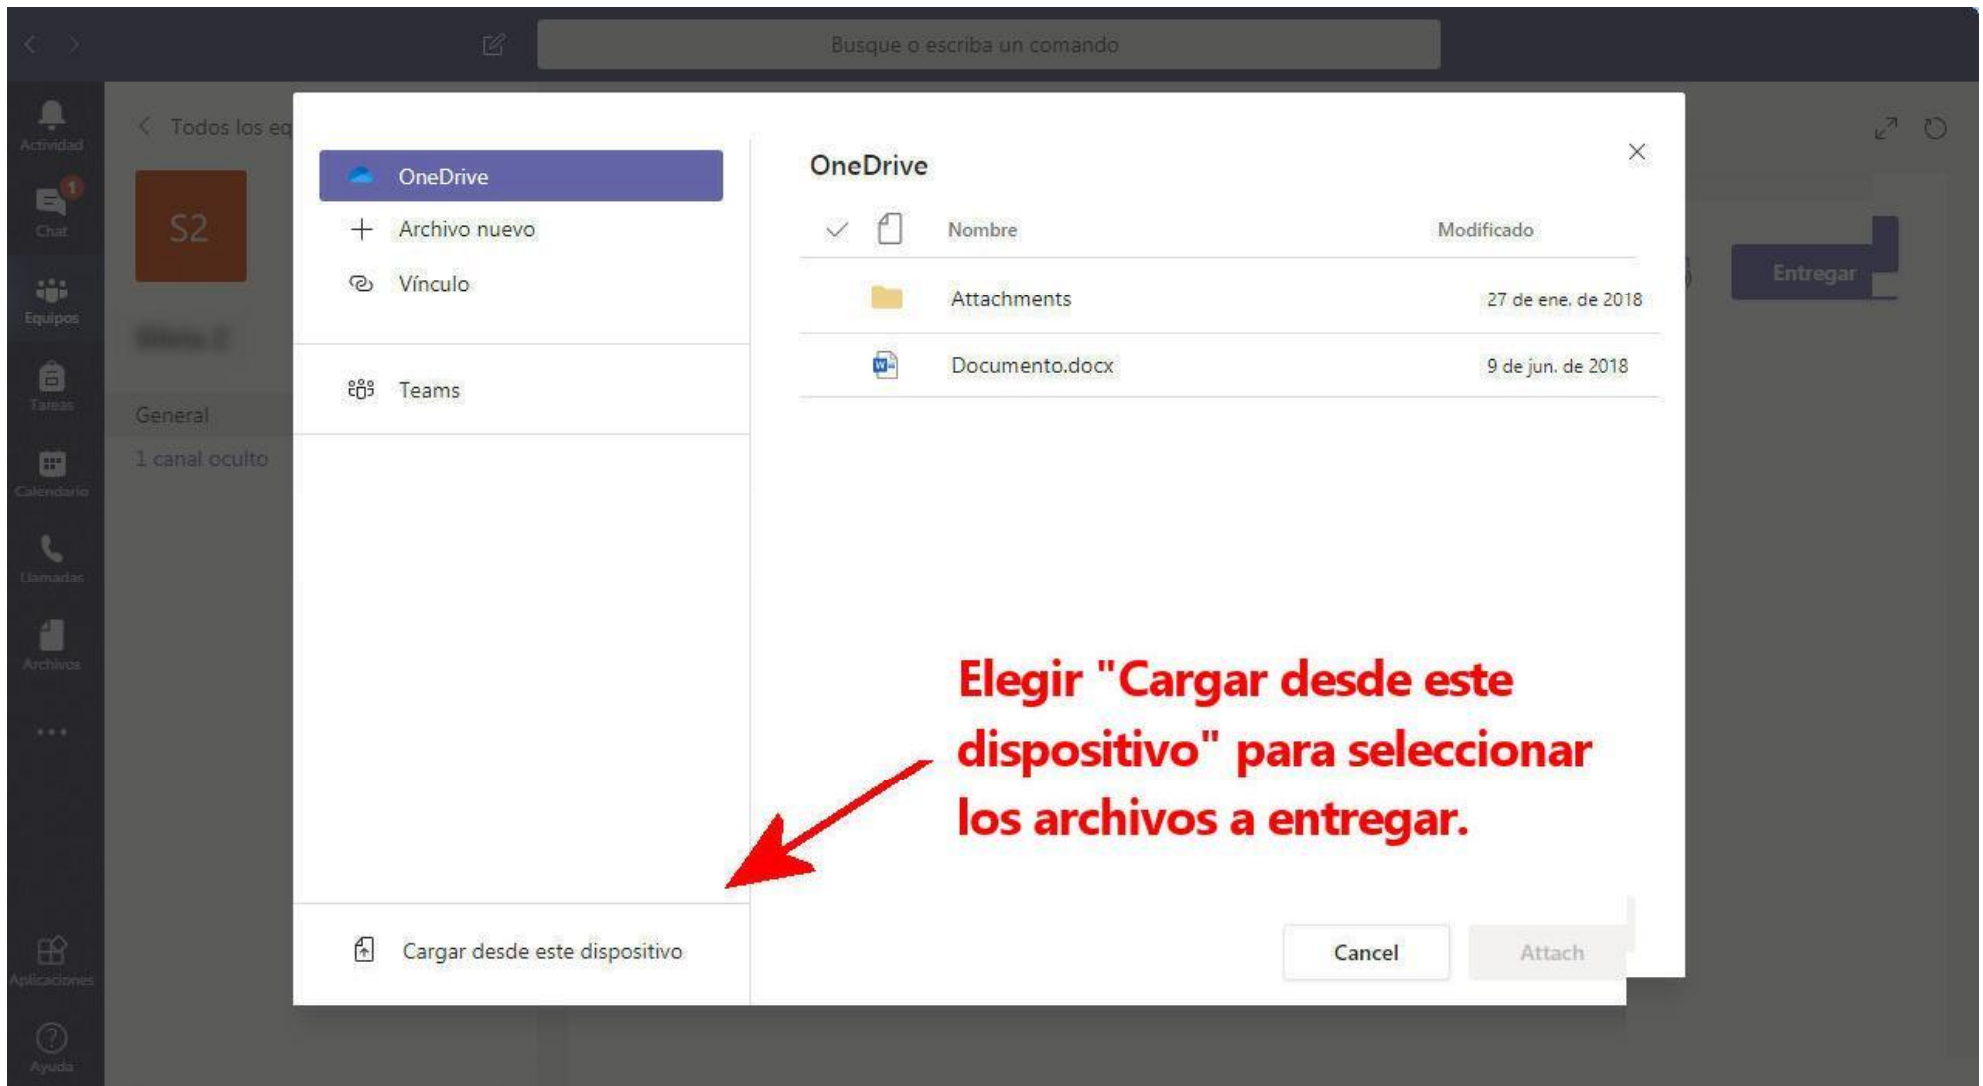 Busque o escriba un comando
Actividad
Chat
1
Equipos
Tareas
Calendario
Llamadas
Archivos
Aplicaciones
Ayuda
Todos los eq
S2
General
1 canal oculto
OneDrive
Archivo nuevo
Vínculo
Teams
Cargar desde este dispositivo
OneDrive
Nombre Modificado
Attachments 27 de ene. de 2018
Documento.docx 9 de jun. de 2018
Elegir "Cargar desde este
dispositivo" para seleccionar
los archivos a entregar.
Cancel Attach
Entregar